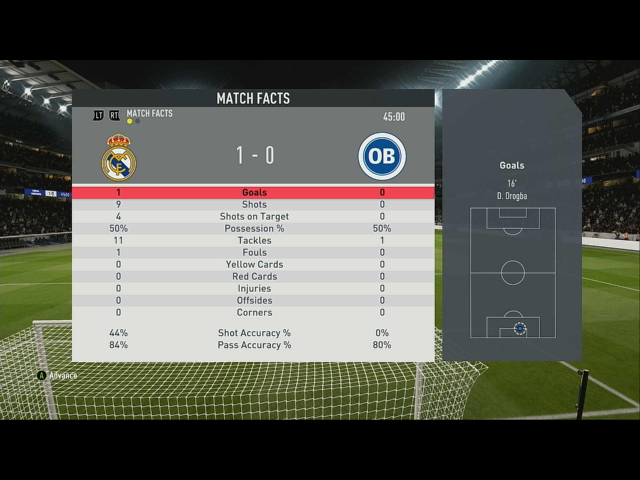 MATCH FACTS
LT RT MATCH FACTS
45:00
1 - 0
OB
1 Goals 0
9 Shots 0
4 Shots on Target 0
50% Possession % 50%
11 Tackles 1
1 Fouls 0
0 Yellow Cards 0
0 Red Cards 0
0 Injuries 0
0 Offsides 0
0 Corners 0
44% Shot Accuracy % 0%
84% Pass Accuracy % 80%
Goals
16'
D. Drogba
A Advance